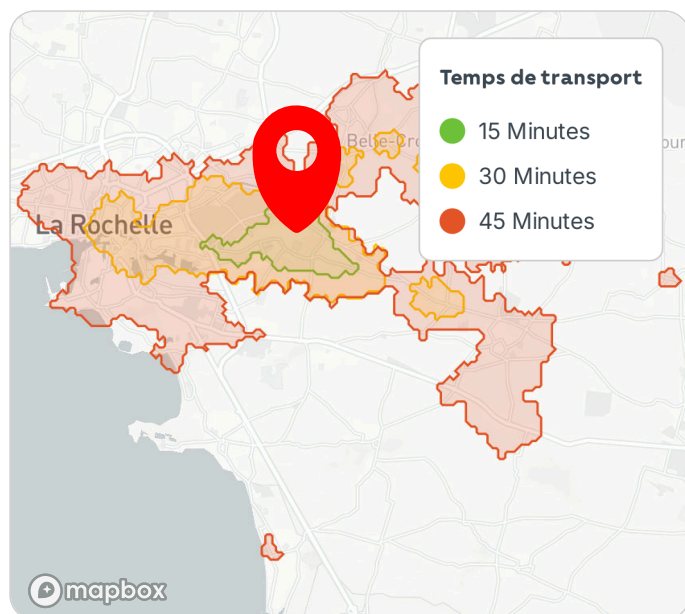 Temps de transport
15 Minutes
30 Minutes
45 Minutes
La Rochelle
mapbox